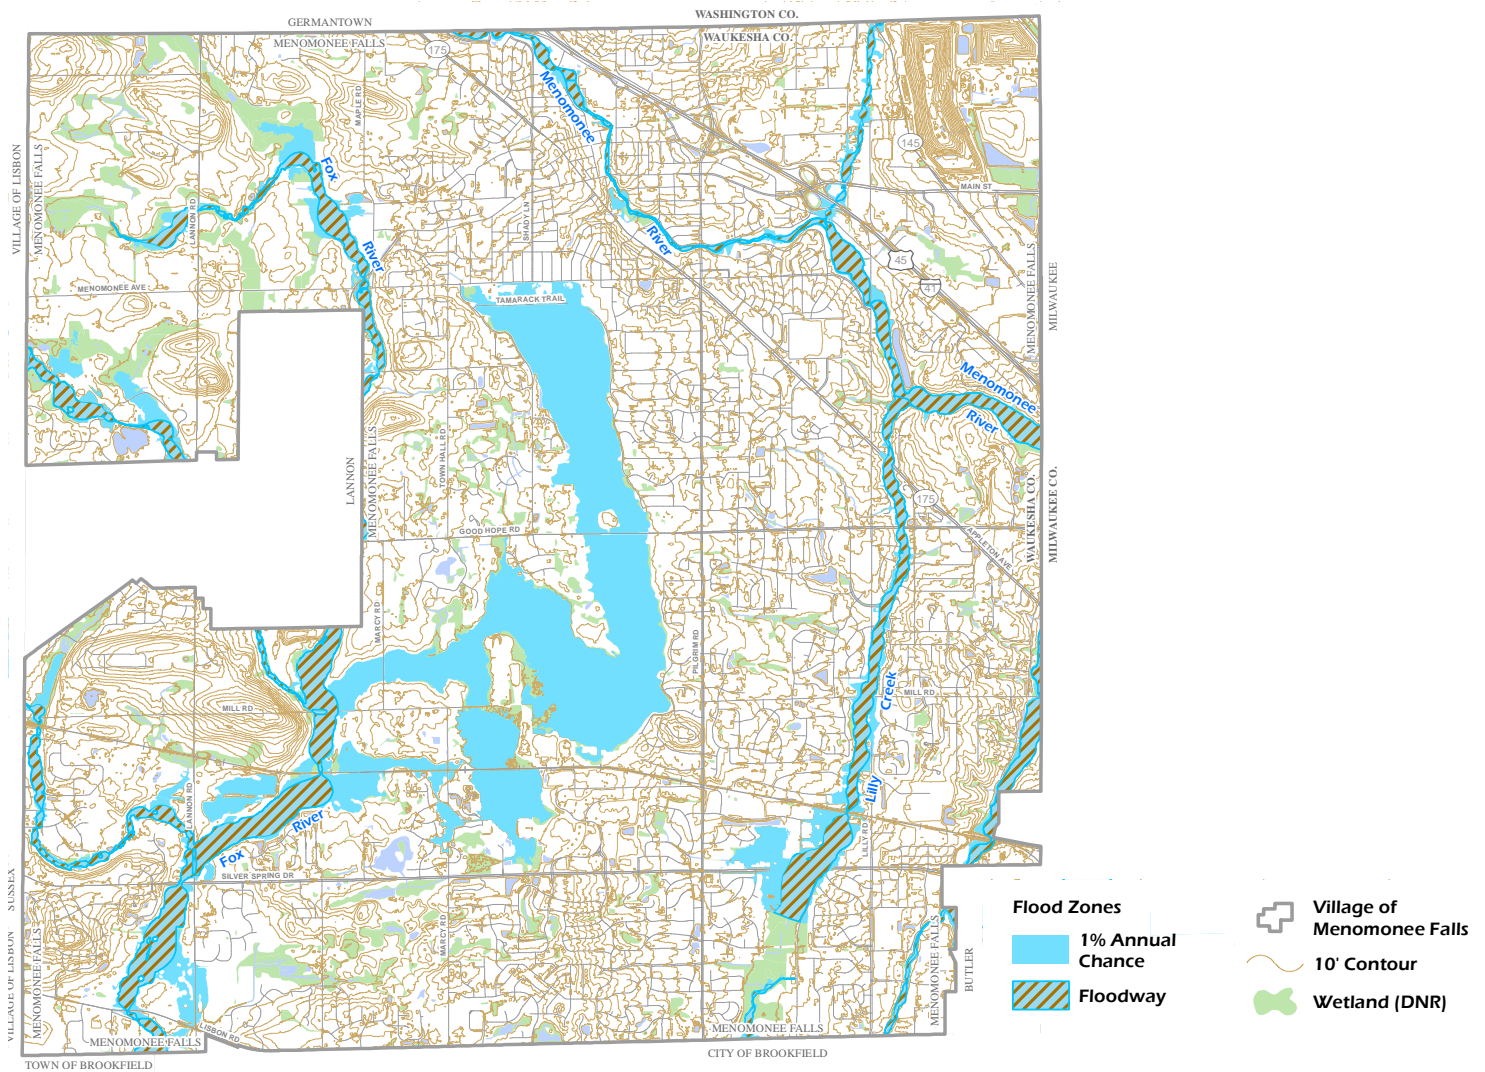 WASHINGTON CO.
WAUKESHA CO.
GERMANTOWN
MENOMONEE FALLS
175
Menomonee
River
MAPLE RD
Fox
River
LANNON RD
VILLAGE OF LISBON
MENOMONEE FALLS
SHADY LN
145
MAIN ST
45
41
MENOMONEE FALLS
MILWAUKEE
MENOMONEE AVE
TAMARACK TRAIL
Menomonee
River
LANNON
MENOMONEE FALLS
TOWN HALL RD
GOOD HOPE RD
175
APPLETON AVE
WAUKESHA CO.
MILWAUKEE CO.
MARCY RD
PILGRIM RD
MILL RD
MILL RD
Creek
Lilly
LILLY RD
LANNON RD
River
Fox
SILVER SPRING DR
SUSSEX
VILLAGE OF LISBON
MENOMONEE FALLS
MARCY RD
LISBON RD
MENOMONEE FALLS
TOWN OF BROOKFIELD
MENOMONEE FALLS
CITY OF BROOKFIELD
MENOMONEE FALLS
BUTLER
Flood Zones
1% Annual
Chance
Floodway
Village of
Menomonee Falls
10' Contour
Wetland (DNR)